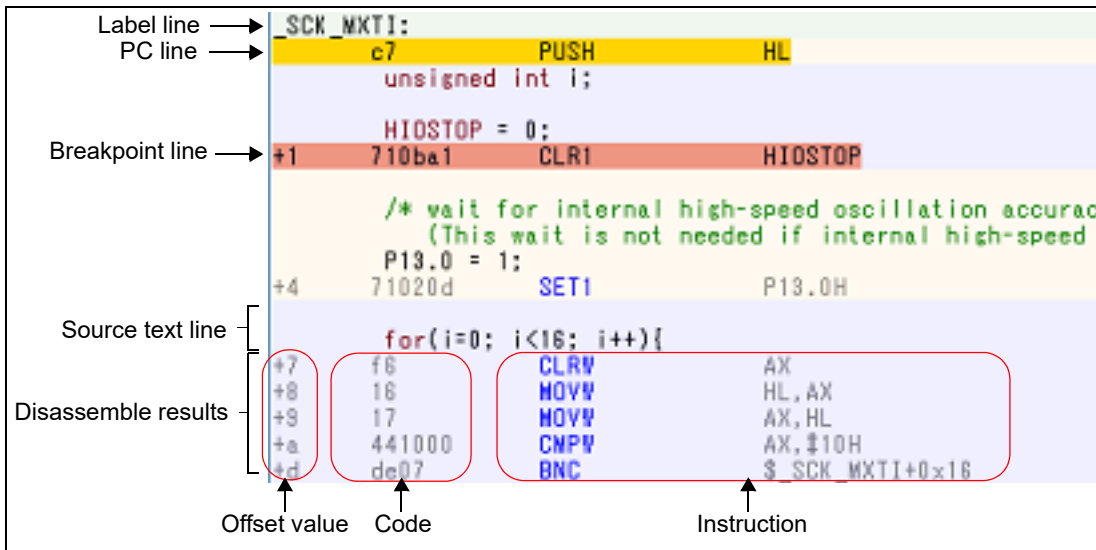 Label line
_SCK_MXTI:
PC line
c7 PUSH HL
unsigned int i;
HIOSTOP = 0;
Breakpoint line
+1 710ba1 CLR1 HIOSTOP
/* wait for internal high-speed oscillation accurac
(This wait is not needed if internal high-speed
P13.0 = 1;
+4 71020d SET1 P13.0H
Source text line
for(i=0; i<16; i++){
+7 f6 CLRW AX
+8 16 MOVW HL,AX
Disassemble results
+9 17 MOVW AX,HL
+a 441000 CMPW AX,#10H
+d de07 BNC $_SCK_MXTI+0x16
Offset value Code Instruction